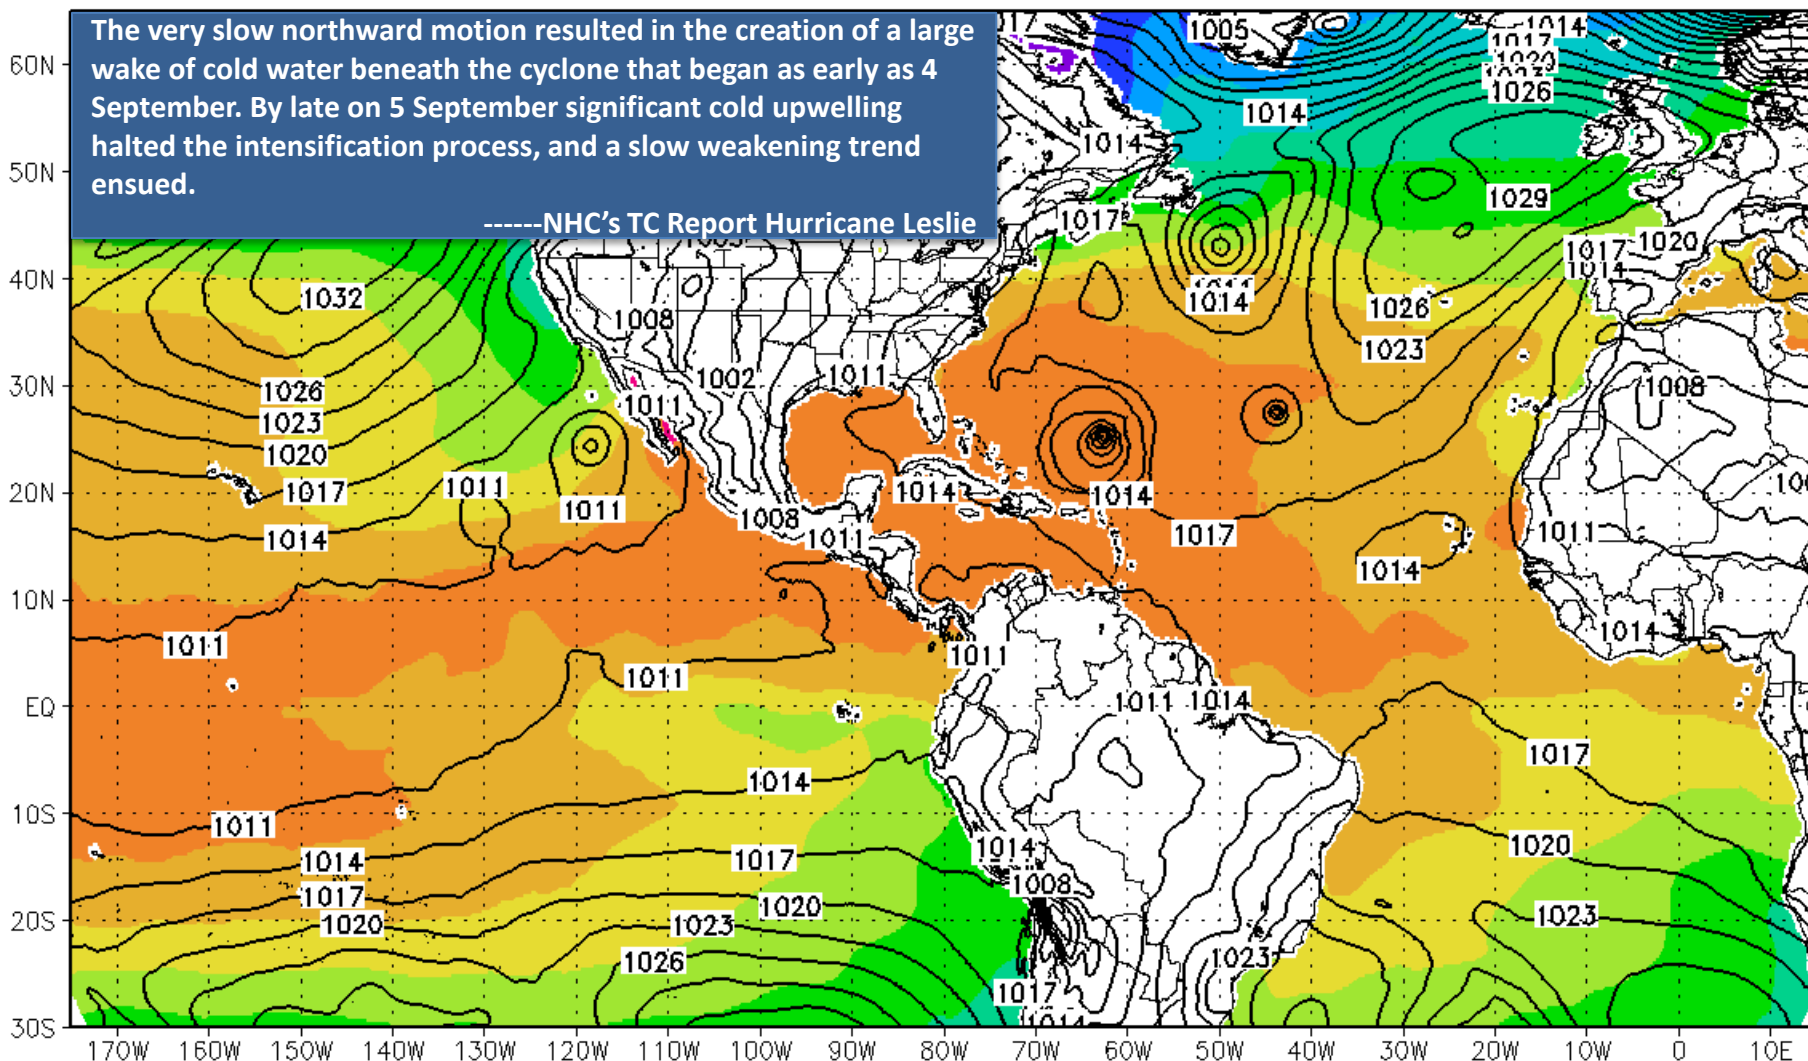 The very slow northward motion resulted in the creation of a large
wake of cold water beneath the cyclone that began as early as 4
September. By late on 5 September significant cold upwelling
halted the intensification process, and a slow weakening trend
ensued.
------NHC’s TC Report Hurricane Leslie
1005 1014
1017
1020
1023
60N 1026
1014
1014
50N
1029
1017
1017 1020
1014
40N
1032 1014 1026
1008
1023
30N 1002 1011 1008
1026 1011
1023
1020
20N 1017 1011 1014 1014
1011 1008 1017 1011
1014 1011
1014
10N
1011 1011 1014
1011
EQ 1011 1014
1017
1014
10S 1011
1014 1017 1014 1020
1017 1008
20S 1020 1023 1020 1023
1026 1023
1017
30S 1014
170W 160W 150W 140W 130W 120W 110W 100W 90W 80W 70W 60W 50W 40W 30W 20W 10W 0 10E